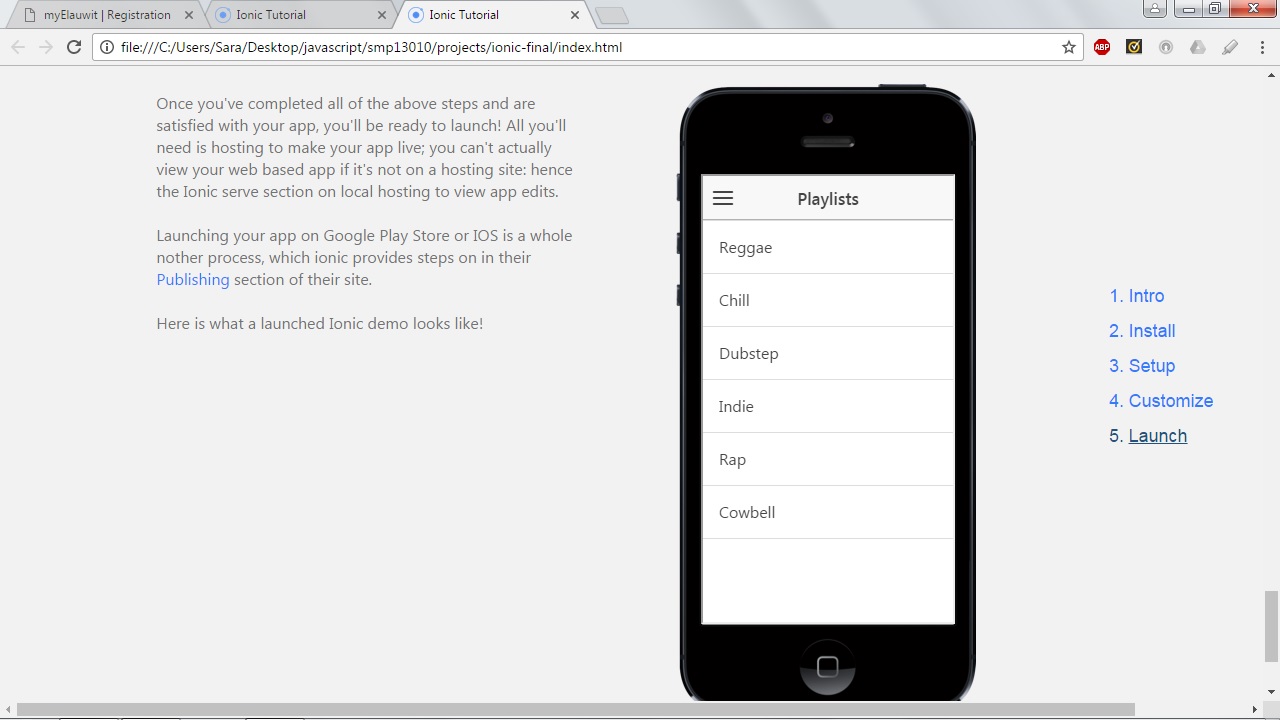 myElauwit | Registration
Ionic Tutorial
Ionic Tutorial
file:///C:/Users/Sara/Desktop/javascript/smp13010/projects/ionic-final/index.html
ABP
Once you've completed all of the above steps and are
satisfied with your app, you'll be ready to launch! All you'll
need is hosting to make your app live; you can't actually
view your web based app if it's not on a hosting site: hence
the Ionic serve section on local hosting to view app edits.
Launching your app on Google Play Store or IOS is a whole
nother process, which ionic provides steps on in their
Publishing section of their site.
Here is what a launched Ionic demo looks like!
Playlists
Reggae
Chill
Dubstep
Indie
Rap
Cowbell
1. Intro
2. Install
3. Setup
4. Customize
5. Launch